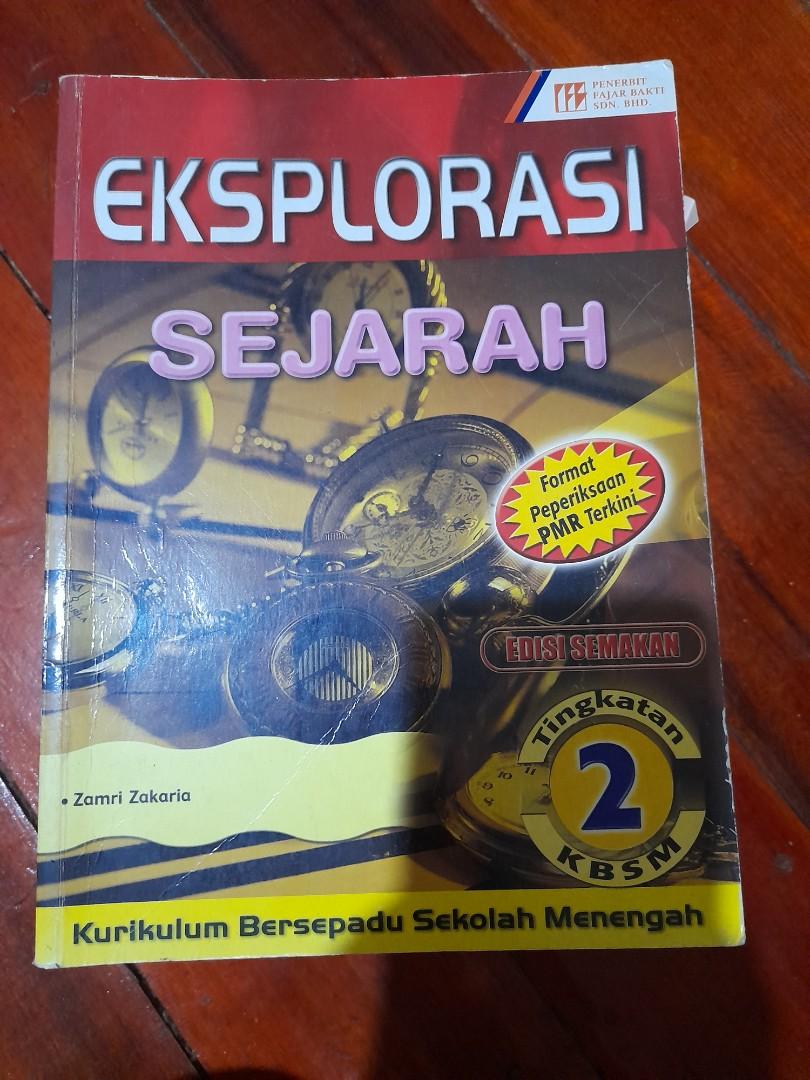 PENERBIT
FAJAR BAKTI
SDN. BHD.
EKSPLORASI
SEJARAH
Format
Peperiksaan
PMR Terkini
EDISI SEMAKAN
Tingkatan
2
KBSM
• Zamri Zakaria
Kurikulum Bersepadu Sekolah Menengah